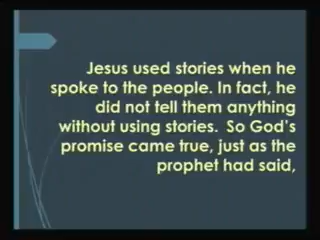 Jesus used stories when he
spoke to the people. In fact, he
did not tell them anything
without using stories.  So God's
promise came true, just as the
prophet had said,